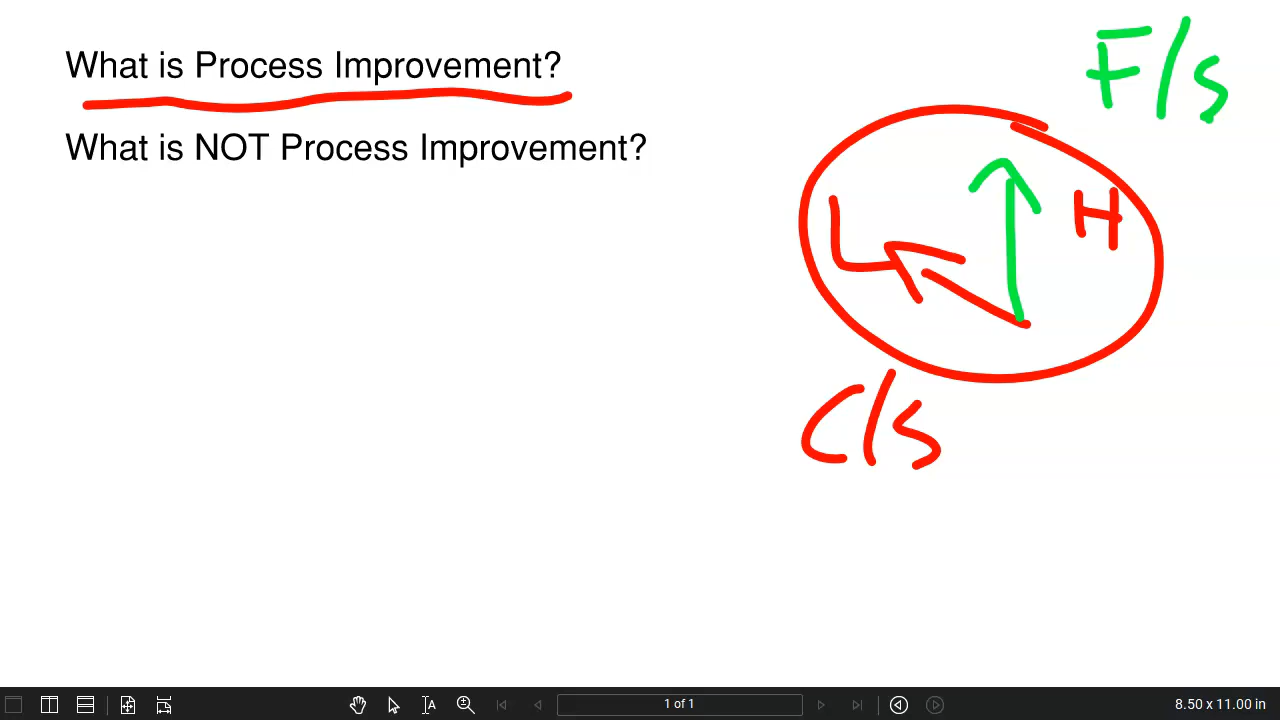 What is Process Improvement?
F/s
What is NOT Process Improvement?
L
H
C/s
1 of 1
8.50 x 11.00 in